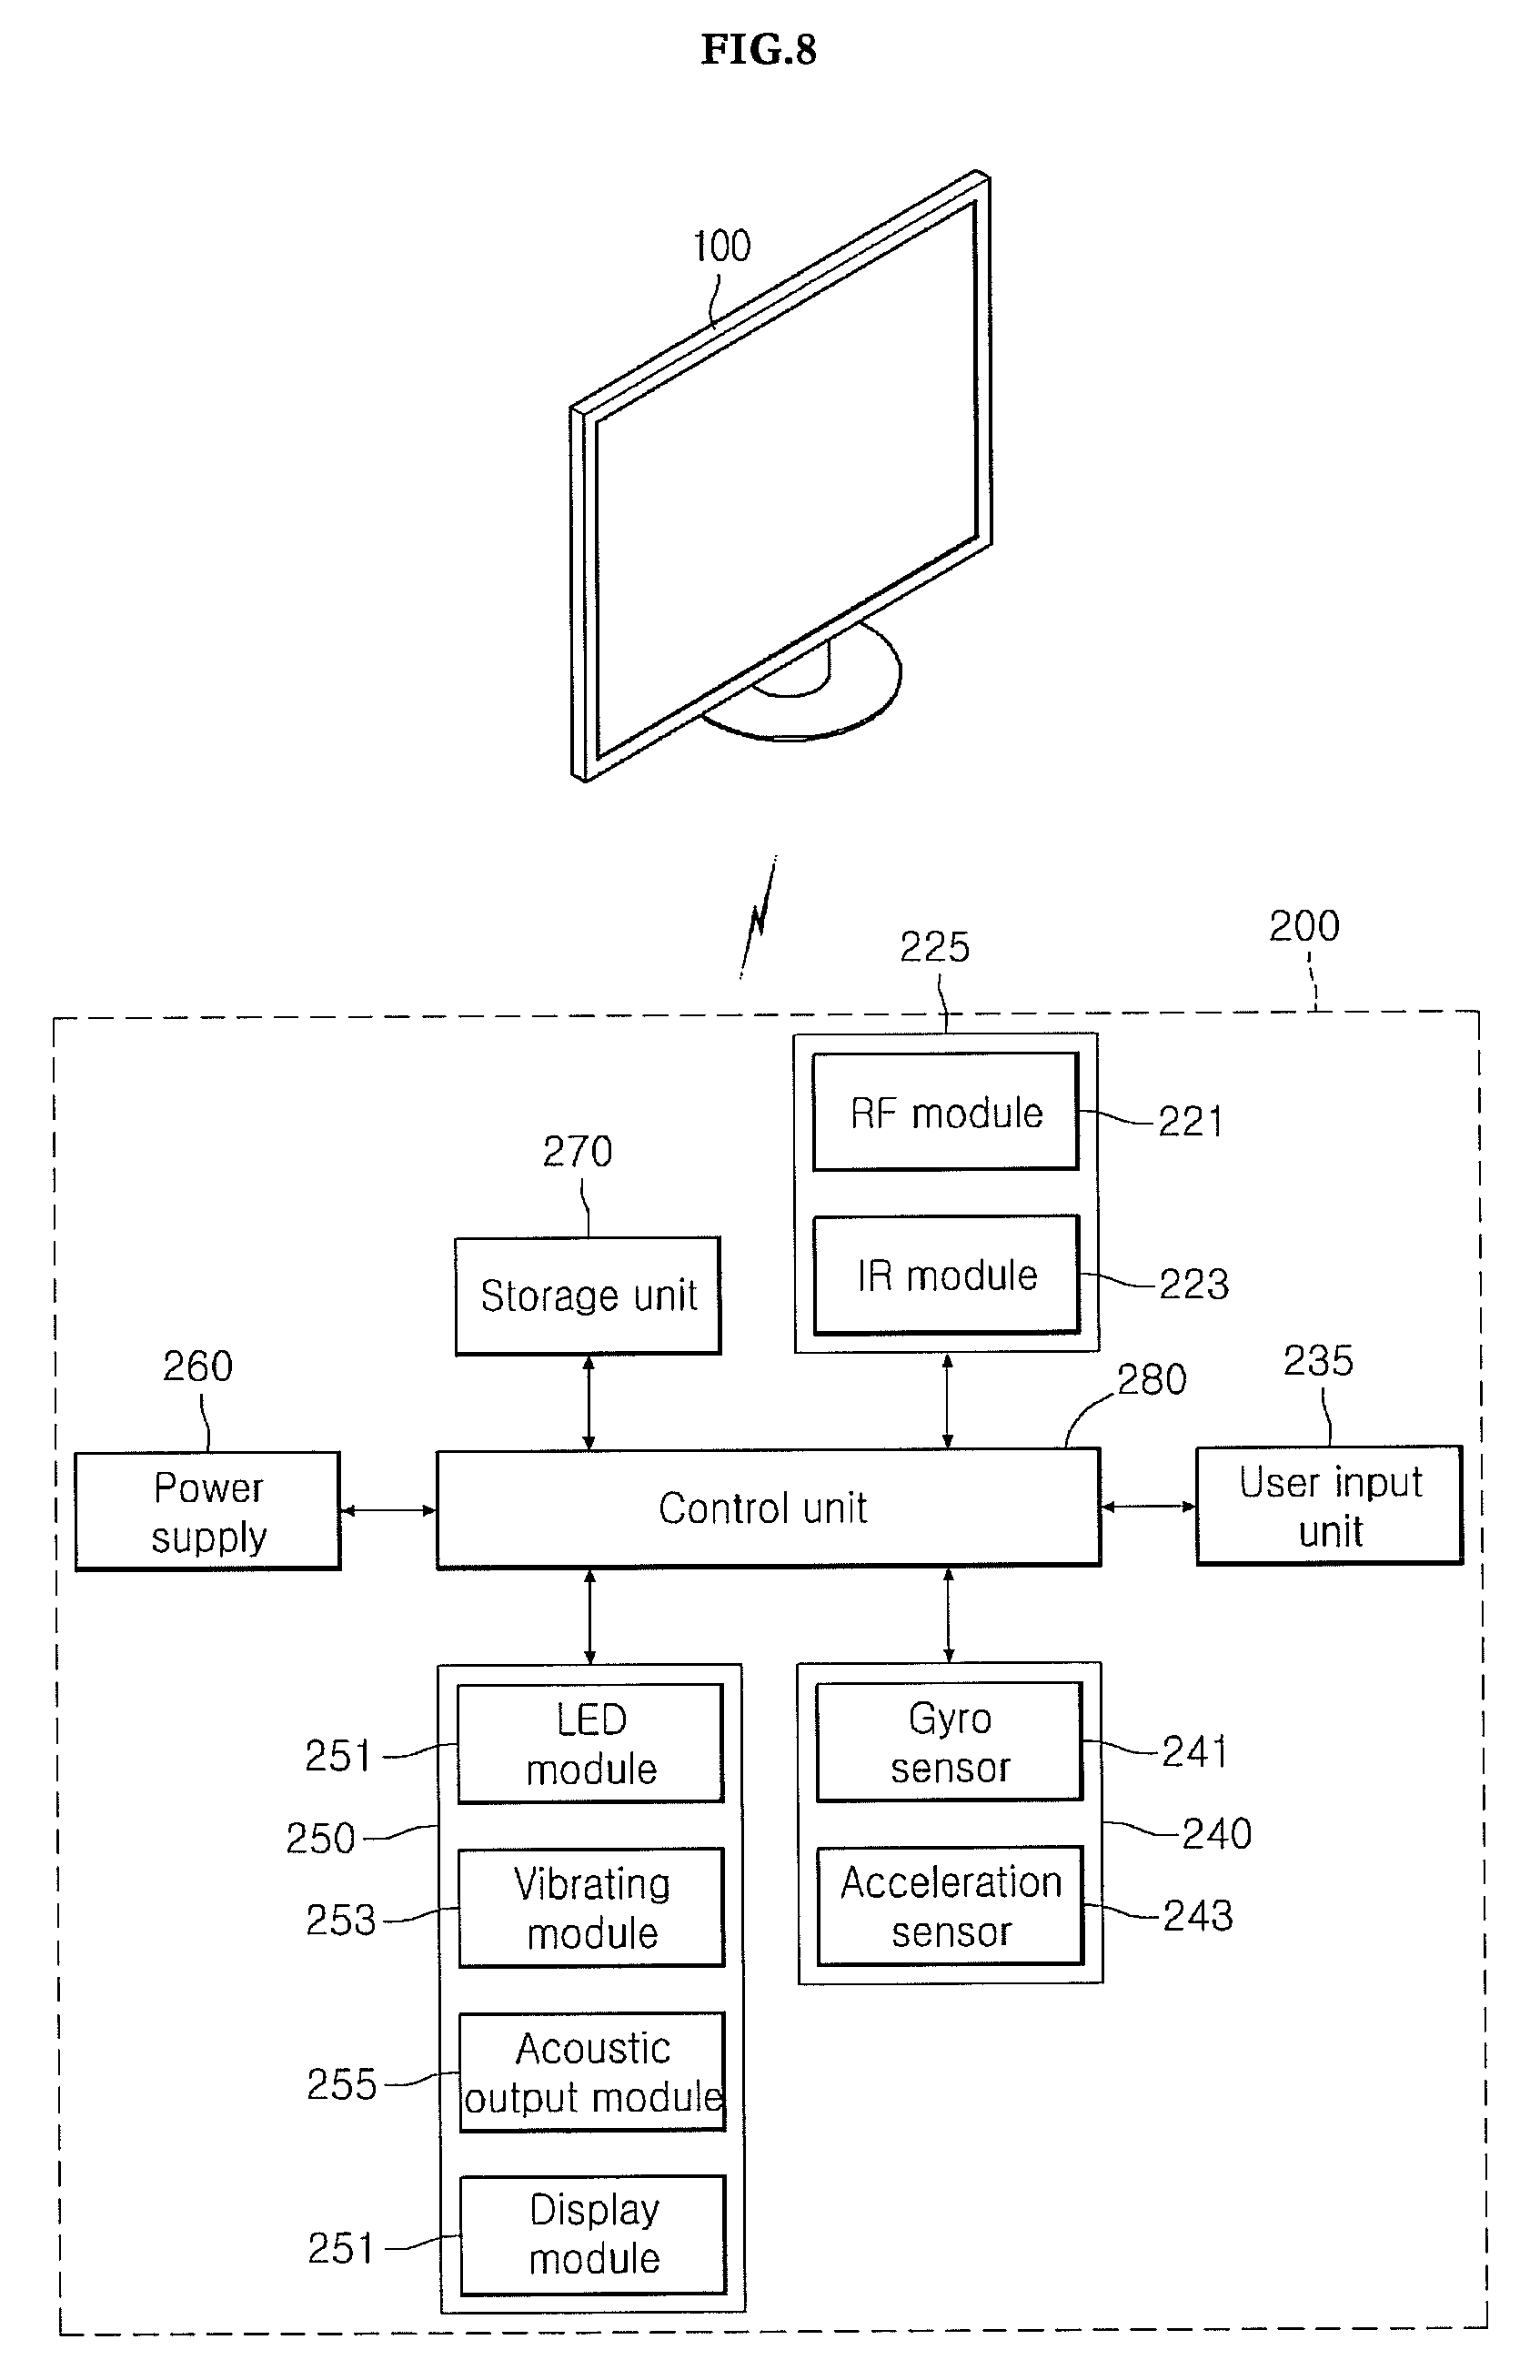 FIG.8
100
200
225
RF module
221
270
IR module
223
Storage unit
260
280
235
Power
supply
Control unit
User input
unit
LED
module
251
Gyro
sensor
241
250
240
Vibrating
module
253
Acceleration
sensor
243
Acoustic
output module
255
Display
module
251